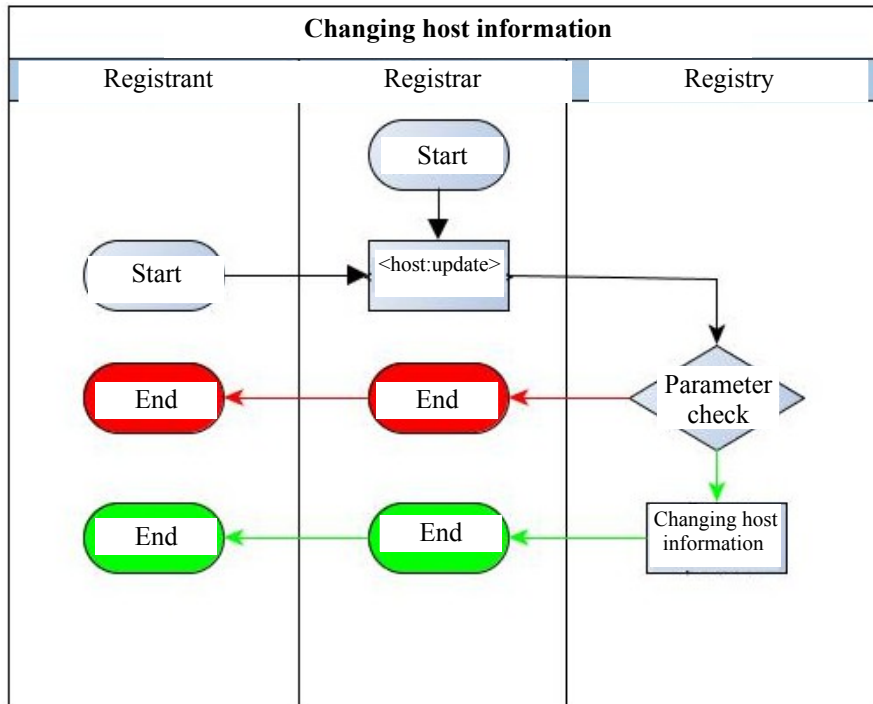 Changing host information
Registrant
Registrar
Registry
Start
Start
<host:update>
End
End
Parameter
check
End
End
Changing host
information